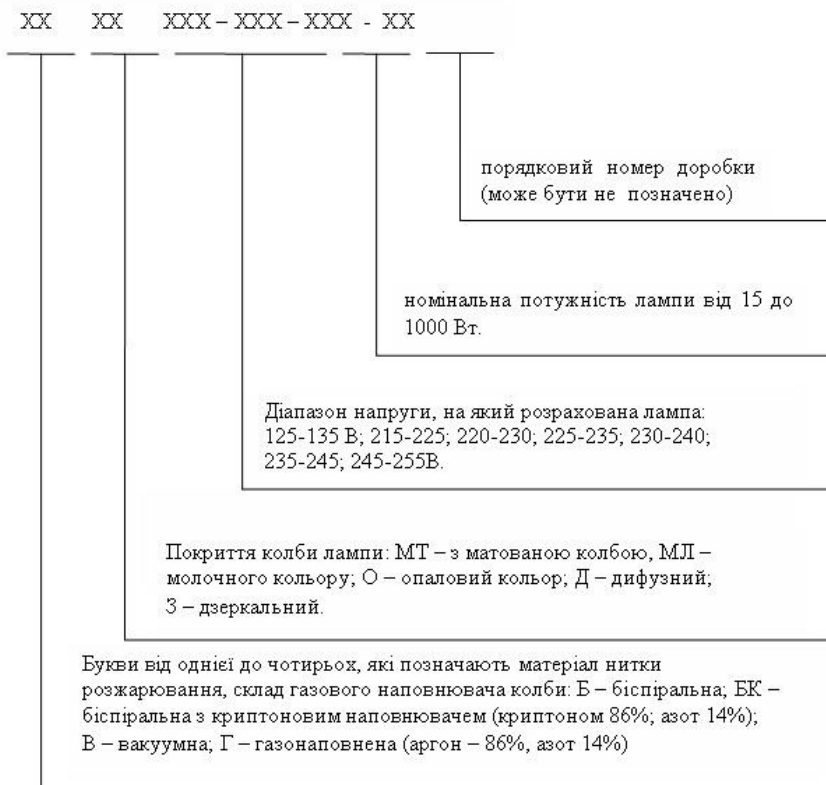 ХХ ХХ ХХХ – ХХХ – ХХХ - ХХ
порядковий номер доробки
(може бути не позначено)
номінальна потужність лампи від 15 до
1000 Вт.
Діапазон напруги, на який розрахована лампа:
125-135 В; 215-225; 220-230; 225-235; 230-240;
235-245; 245-255В.
Покриття колби лампи: МТ – з матованою колбою, МЛ –
молочного кольору; О – опаловий кольор; Д – дифузний;
З – дзеркальний.
Букви від однієї до чотирьох, які позначають матеріал нитки
розжарювання, склад газового наповнювача колби: Б – біспіральна; БК –
біспіральна з криптоновим наповнювачем (криптоном 86%; азот 14%);
В – вакуумна; Г – газонаповнена (аргон – 86%, азот 14%)